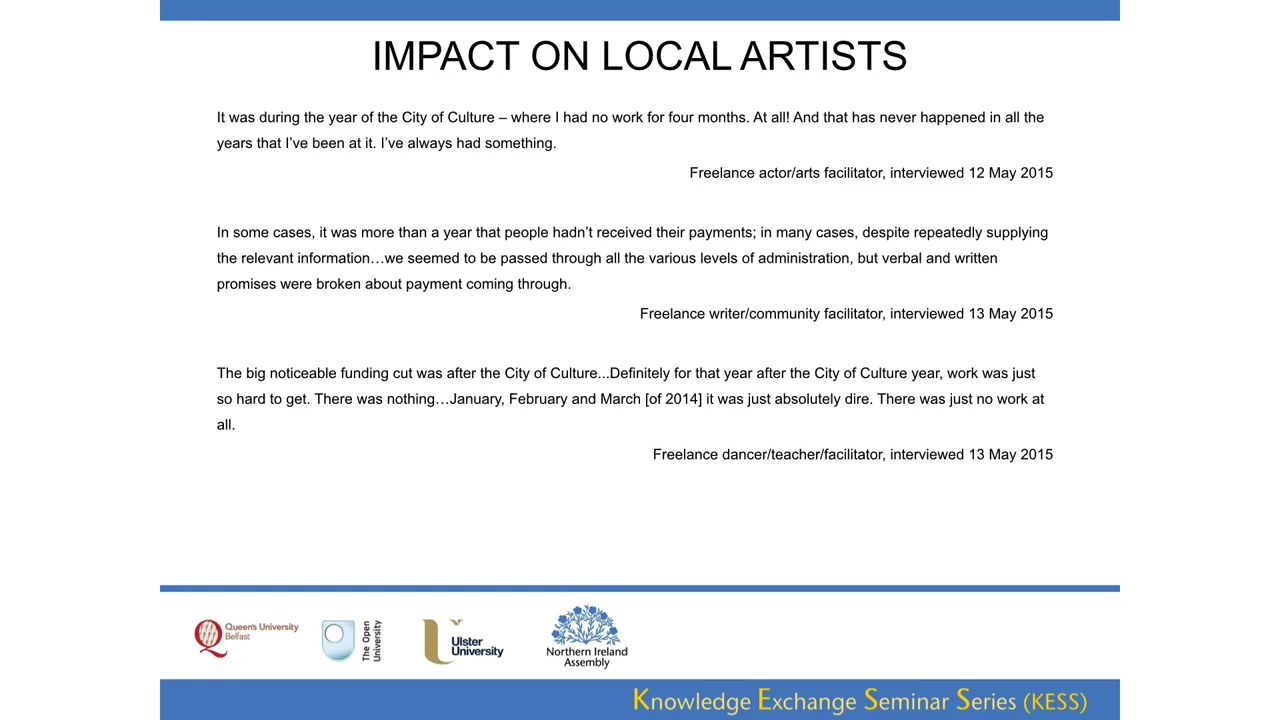 IMPACT ON LOCAL ARTISTS
It was during the year of the City of Culture – where I had no work for four months. At all! And that has never happened in all the
years that I’ve been at it. I’ve always had something.
Freelance actor/arts facilitator, interviewed 12 May 2015
In some cases, it was more than a year that people hadn’t received their payments; in many cases, despite repeatedly supplying
the relevant information…we seemed to be passed through all the various levels of administration, but verbal and written
promises were broken about payment coming through.
Freelance writer/community facilitator, interviewed 13 May 2015
The big noticeable funding cut was after the City of Culture...Definitely for that year after the City of Culture year, work was just
so hard to get. There was nothing…January, February and March [of 2014] it was just absolutely dire. There was just no work at
all.
Freelance dancer/teacher/facilitator, interviewed 13 May 2015
Queen's University
Belfast
The Open
University
Ulster
University
Northern Ireland
Assembly
Knowledge Exchange Seminar Series (KESS)